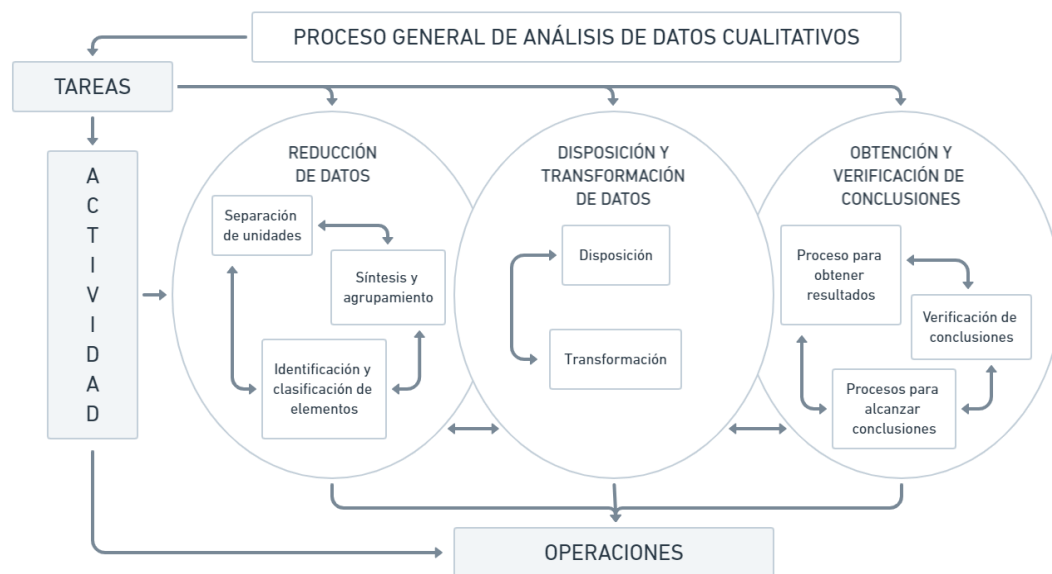 PROCESO GENERAL DE ANÁLISIS DE DATOS CUALITATIVOS
TAREAS
ACTIVIDAD
REDUCCIÓN
DE DATOS
Separación
de unidades
Síntesis y
agrupamiento
Identificación y
clasificación de
elementos
DISPOSICIÓN Y
TRANSFORMACIÓN
DE DATOS
Disposición
Transformación
OBTENCIÓN Y
VERIFICACIÓN DE
CONCLUSIONES
Proceso para
obtener
resultados
Verificación de
conclusiones
Procesos para
alcanzar
conclusiones
OPERACIONES